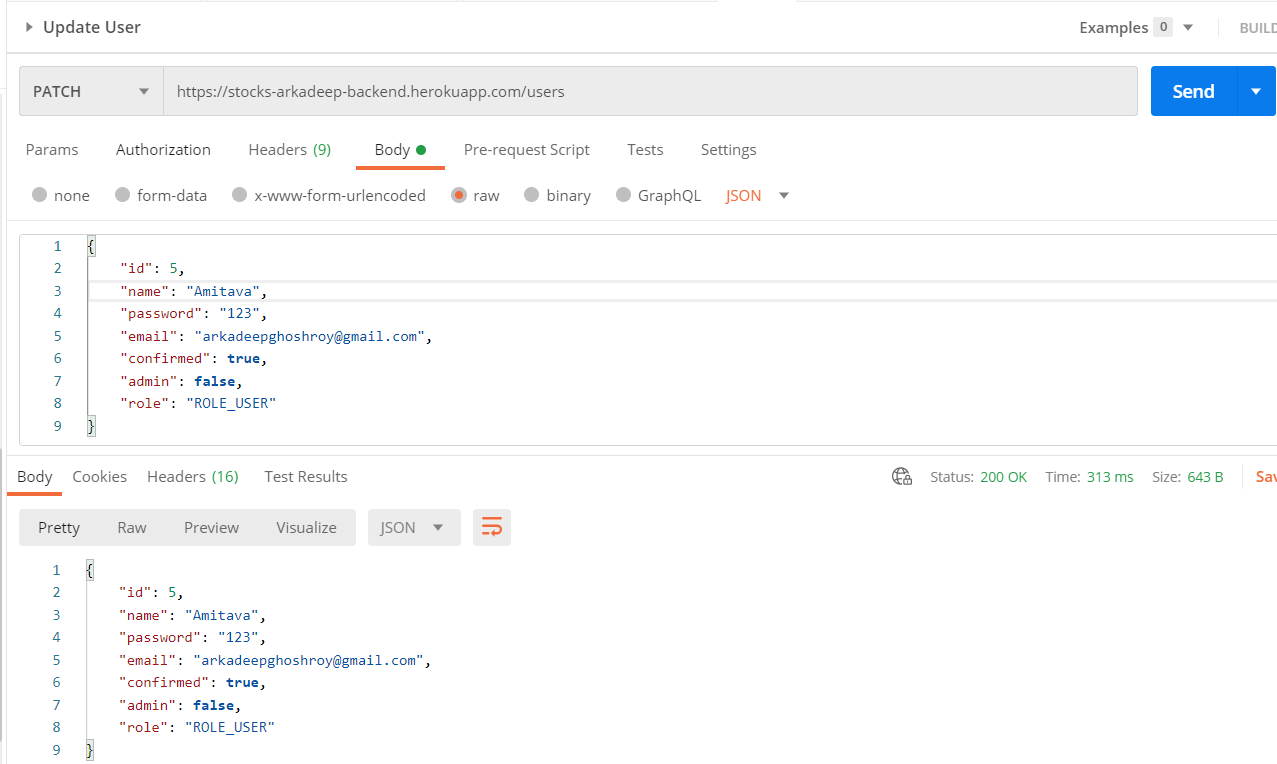 Update User
Examples 0
BUILD
PATCH
https://stocks-arkadeep-backend.herokuapp.com/users
Send
Params Authorization Headers (9) Body Pre-request Script Tests Settings
none form-data x-www-form-urlencoded raw binary GraphQL JSON
1 {
2 "id": 5,
3 "name": "Amitava",
4 "password": "123",
5 "email": "arkadeepghoshroy@gmail.com",
6 "confirmed": true,
7 "admin": false,
8 "role": "ROLE_USER"
9 }
Body Cookies Headers (16) Test Results Status: 200 OK Time: 313 ms Size: 643 B Sav
Pretty Raw Preview Visualize JSON
1 {
2 "id": 5,
3 "name": "Amitava",
4 "password": "123",
5 "email": "arkadeepghoshroy@gmail.com",
6 "confirmed": true,
7 "admin": false,
8 "role": "ROLE_USER"
9 }